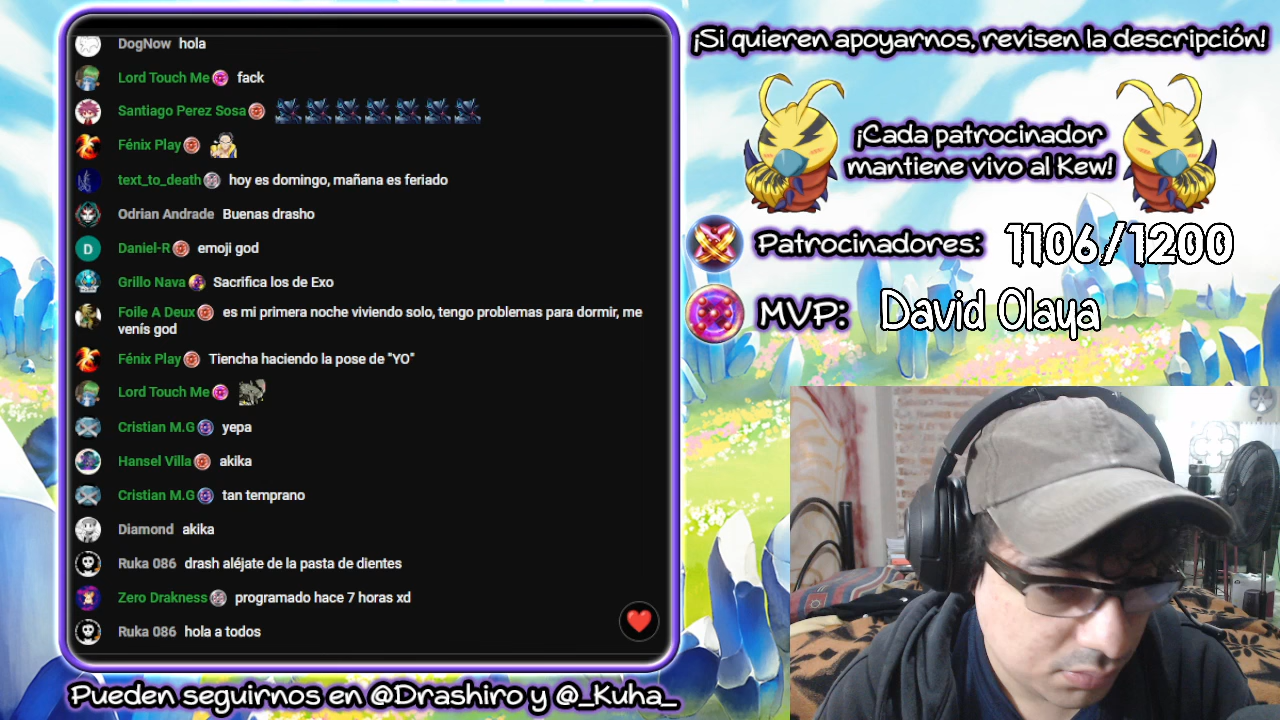 DogNow hola
Lord Touch Me fack
Santiago Perez Sosa
Fénix Play
text_to_death hoy es domingo, mañana es feriado
Odrian Andrade Buenas drasho
D Daniel-R emoji god
Grillo Nava Sacrifica los de Exo
Foile A Deux es mi primera noche viviendo solo, tengo problemas para dormir, me
venís god
Fénix Play Tiencha haciendo la pose de "YO"
Lord Touch Me
Cristian M.G yepa
Hansel Villa akika
Cristian M.G tan temprano
Diamond akika
Ruka 086 drash aléjate de la pasta de dientes
Zero Drakness programado hace 7 horas xd
Ruka 086 hola a todos
Pueden seguirnos en @Drashiro y @_Kuha_
¡Si quieren apoyarnos, revisen la descripción!
¡Cada patrocinador
mantiene vivo al Kew!
Patrocinadores: 1106/1200
MVP: David Olaya